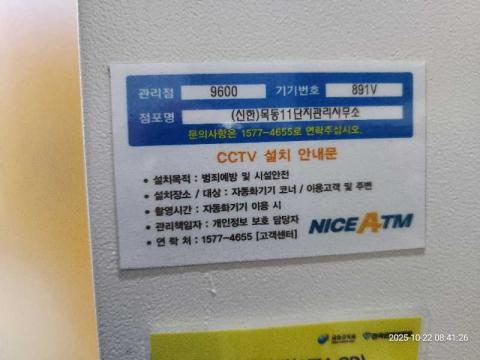 관리점 9600 기기번호 891V
점포명 (신한)목동11단지관리사무소
문의사항은 1577-4655로 연락주십시오.
CCTV 설치 안내문
• 설치목적 : 범죄예방 및 시설안전
• 설치장소 / 대상 : 자동화기기 코너 / 이용고객 및 주변
• 촬영시간 : 자동화기기 이용 시
• 관리책임자 : 개인정보 보호 담당자
• 연 락 처 : 1577-4655 [고객센터]
NICE ATM
2025-10-22 08:41:26